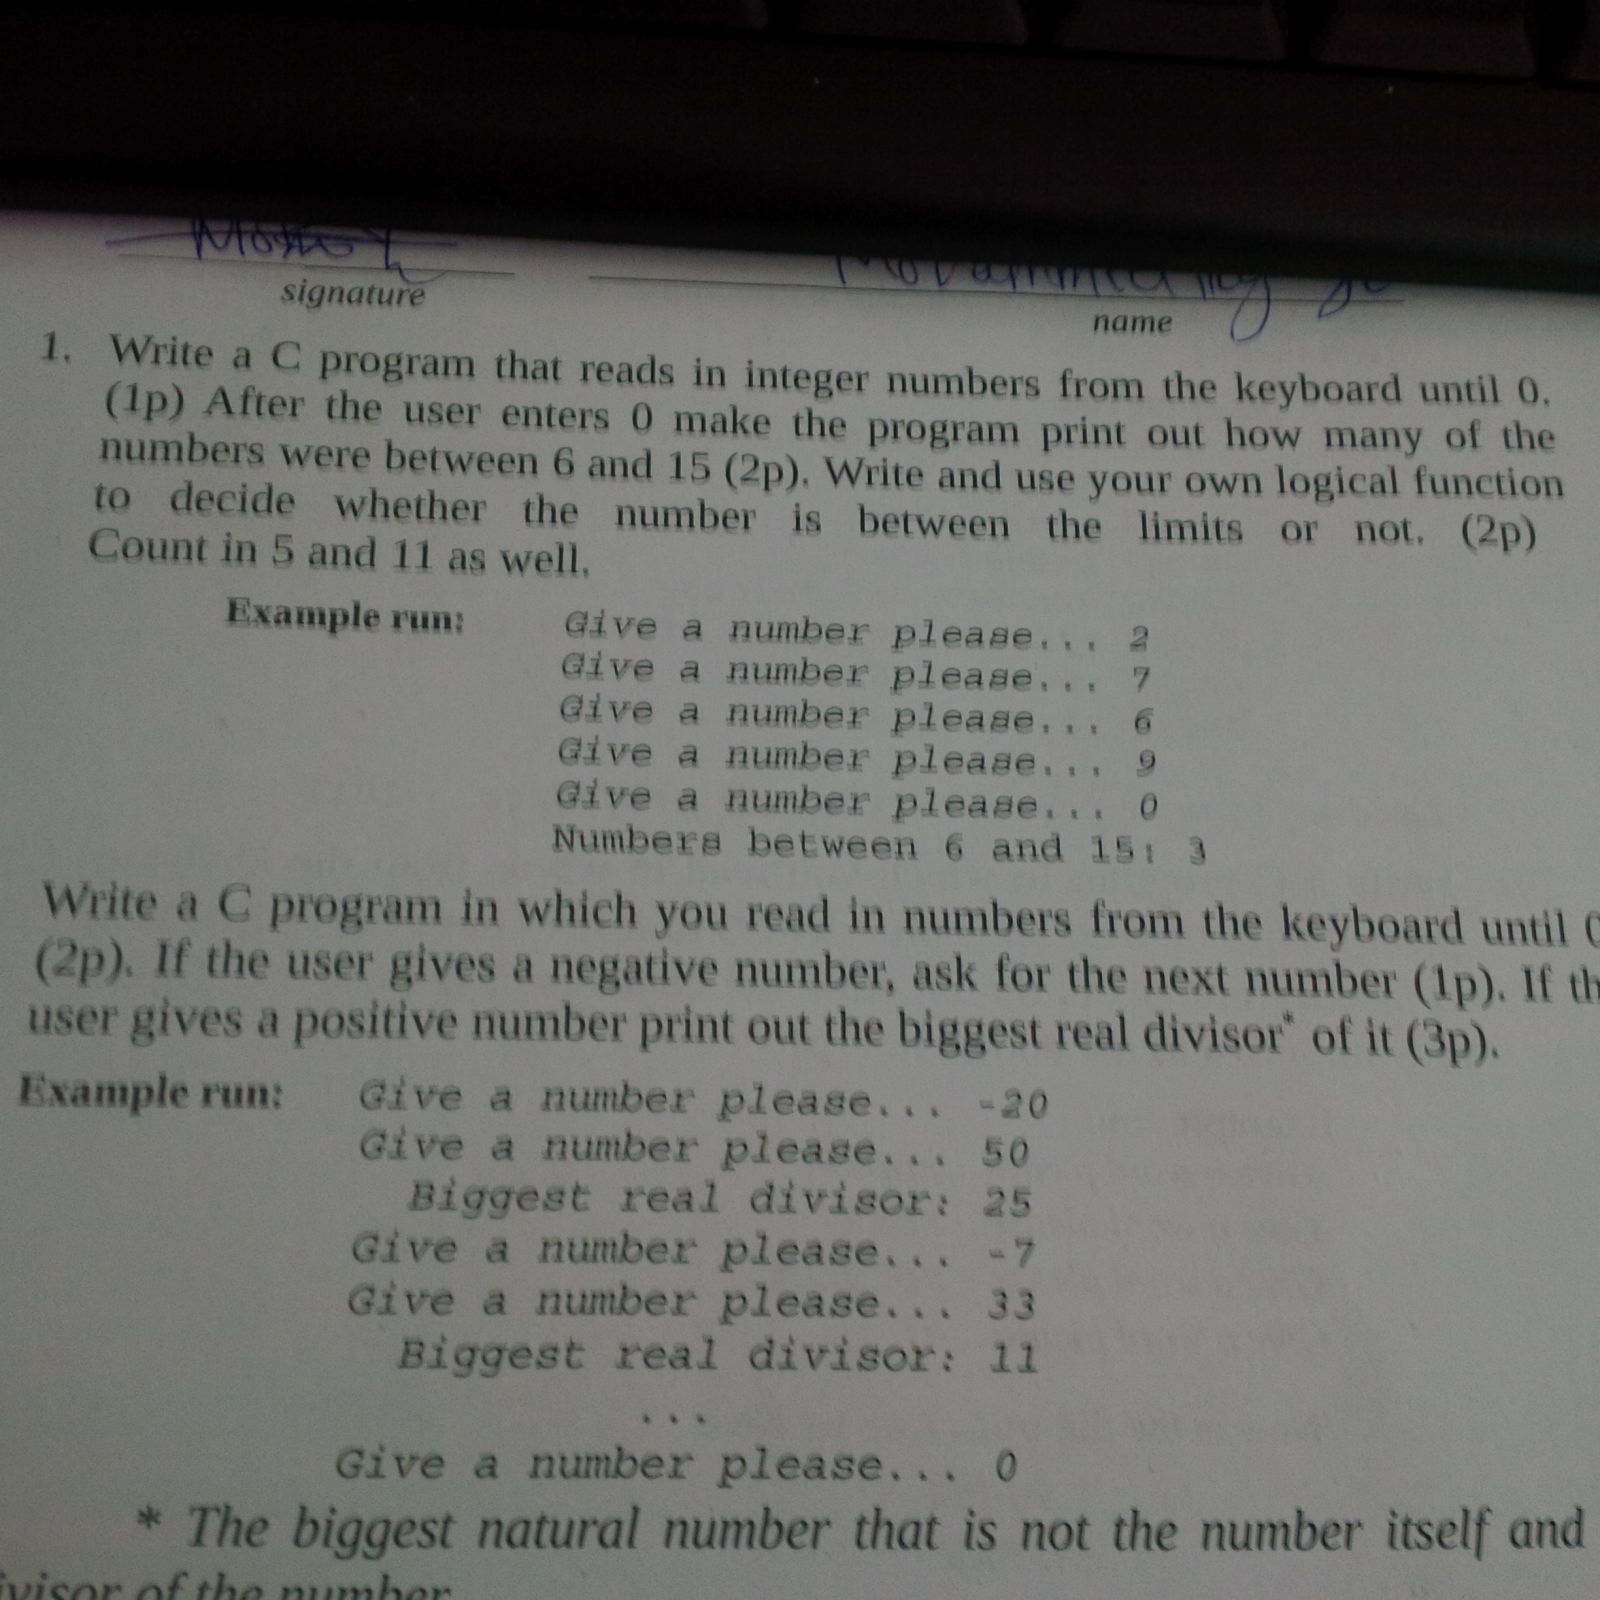 signature
name
1. Write a C program that reads in integer numbers from the keyboard until 0.
(1p) After the user enters 0 make the program print out how many of the
numbers were between 6 and 15 (2p). Write and use your own logical function
to decide whether the number is between the limits or not. (2p)
Count in 5 and 11 as well.
Example run: Give a number please... 2
Give a number please... 7
Give a number please... 6
Give a number please... 9
Give a number please... 0
Numbers between 6 and 15: 3
Write a C program in which you read in numbers from the keyboard until 0
(2p). If the user gives a negative number, ask for the next number (1p). If th
user gives a positive number print out the biggest real divisor* of it (3p).
Example run: Give a number please... -20
Give a number please... 50
Biggest real divisor: 25
Give a number please... -7
Give a number please... 33
Biggest real divisor: 11
...
Give a number please... 0
* The biggest natural number that is not the number itself and
ivisor of the number